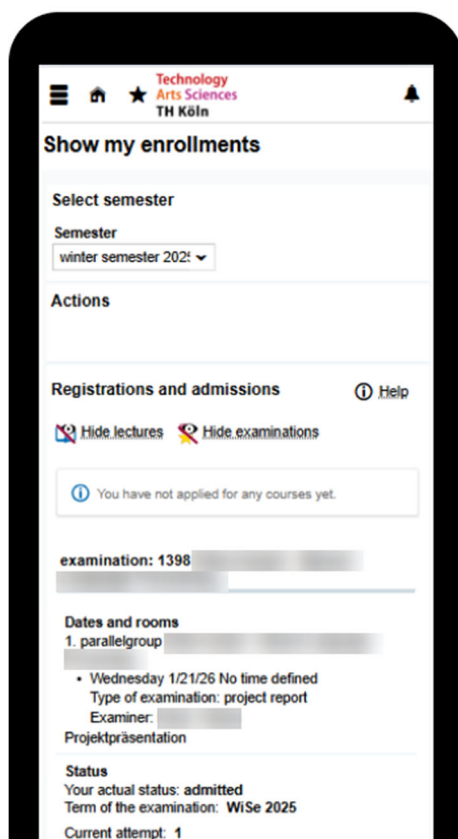 Technology
Arts Sciences
TH Köln
Show my enrollments
Select semester
Semester
winter semester 202
Actions
Registrations and admissions
Help
Hide lectures Hide examinations
You have not applied for any courses yet.
examination: 1398
Dates and rooms
1. parallelgroup
• Wednesday 1/21/26 No time defined
Type of examination: project report
Examiner:
Projektpräsentation
Status
Your actual status: admitted
Term of the examination: WiSe 2025
Current attempt: 1